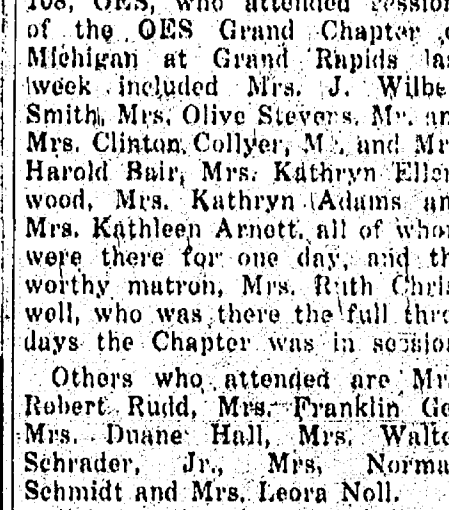 108, OES, who attended session
of the OES Grand Chapter o
Michigan at Grand Rapids las
week included Mrs. J. Wilbe
Smith, Mrs. Olive Stevens, Mr. an
Mrs. Clinton Collyer, M., and Mr
Harold Bair, Mrs. Kathryn Ellen
wood, Mrs. Kathryn Adams an
Mrs. Kathleen Arnott, all of whom
were there for one day, and th
worthy matron, Mrs. Ruth Chris
well, who was there the full thre
days the Chapter was in session
Others who attended are Mr
Robert Rudd, Mrs. Franklin Ge
Mrs. Duane Hall, Mrs. Walte
Schrader, Jr., Mrs. Norma
Schmidt and Mrs. Leora Noll.